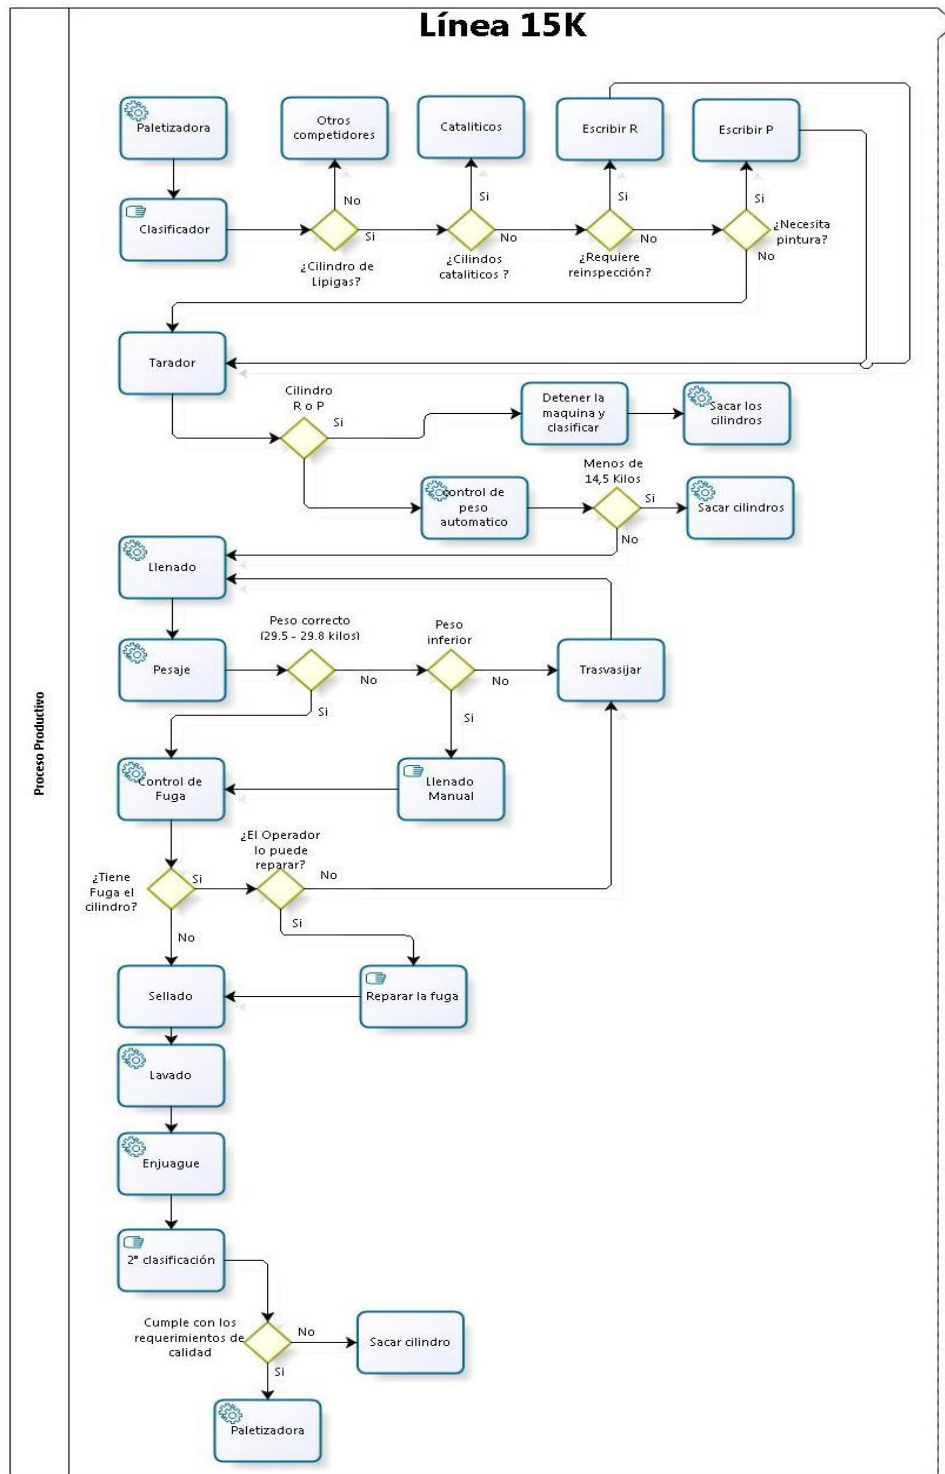 Línea 15K
Proceso Productivo
Paletizadora
Otros
competidores
Cataliticos
Escribir R
Escribir P
Clasificador
No
Si
¿Cilindro de
Lipigas?
Si
No
¿Cilindos
cataliticos ?
Si
No
¿Requiere
reinspección?
Si
¿Necesita
pintura?
No
Tarador
Cilindro
R o P
Si
Detener la
maquina y
clasificar
Sacar los
cilindros
control de
peso
automatico
Menos de
14,5 Kilos
Si
No
Sacar cilindros
Llenado
Pesaje
Peso correcto
(29.5 - 29.8 kilos)
No
Si
Peso
inferior
No
Si
Trasvasijar
Control de
Fuga
Llenado
Manual
¿Tiene
Fuga el
cilindro?
Si
No
¿El Operador
lo puede
reparar?
No
Si
Sellado
Reparar la fuga
Lavado
Enjuague
2° clasificación
Cumple con los
requerimientos de
calidad
No
Si
Sacar cilindro
Paletizadora